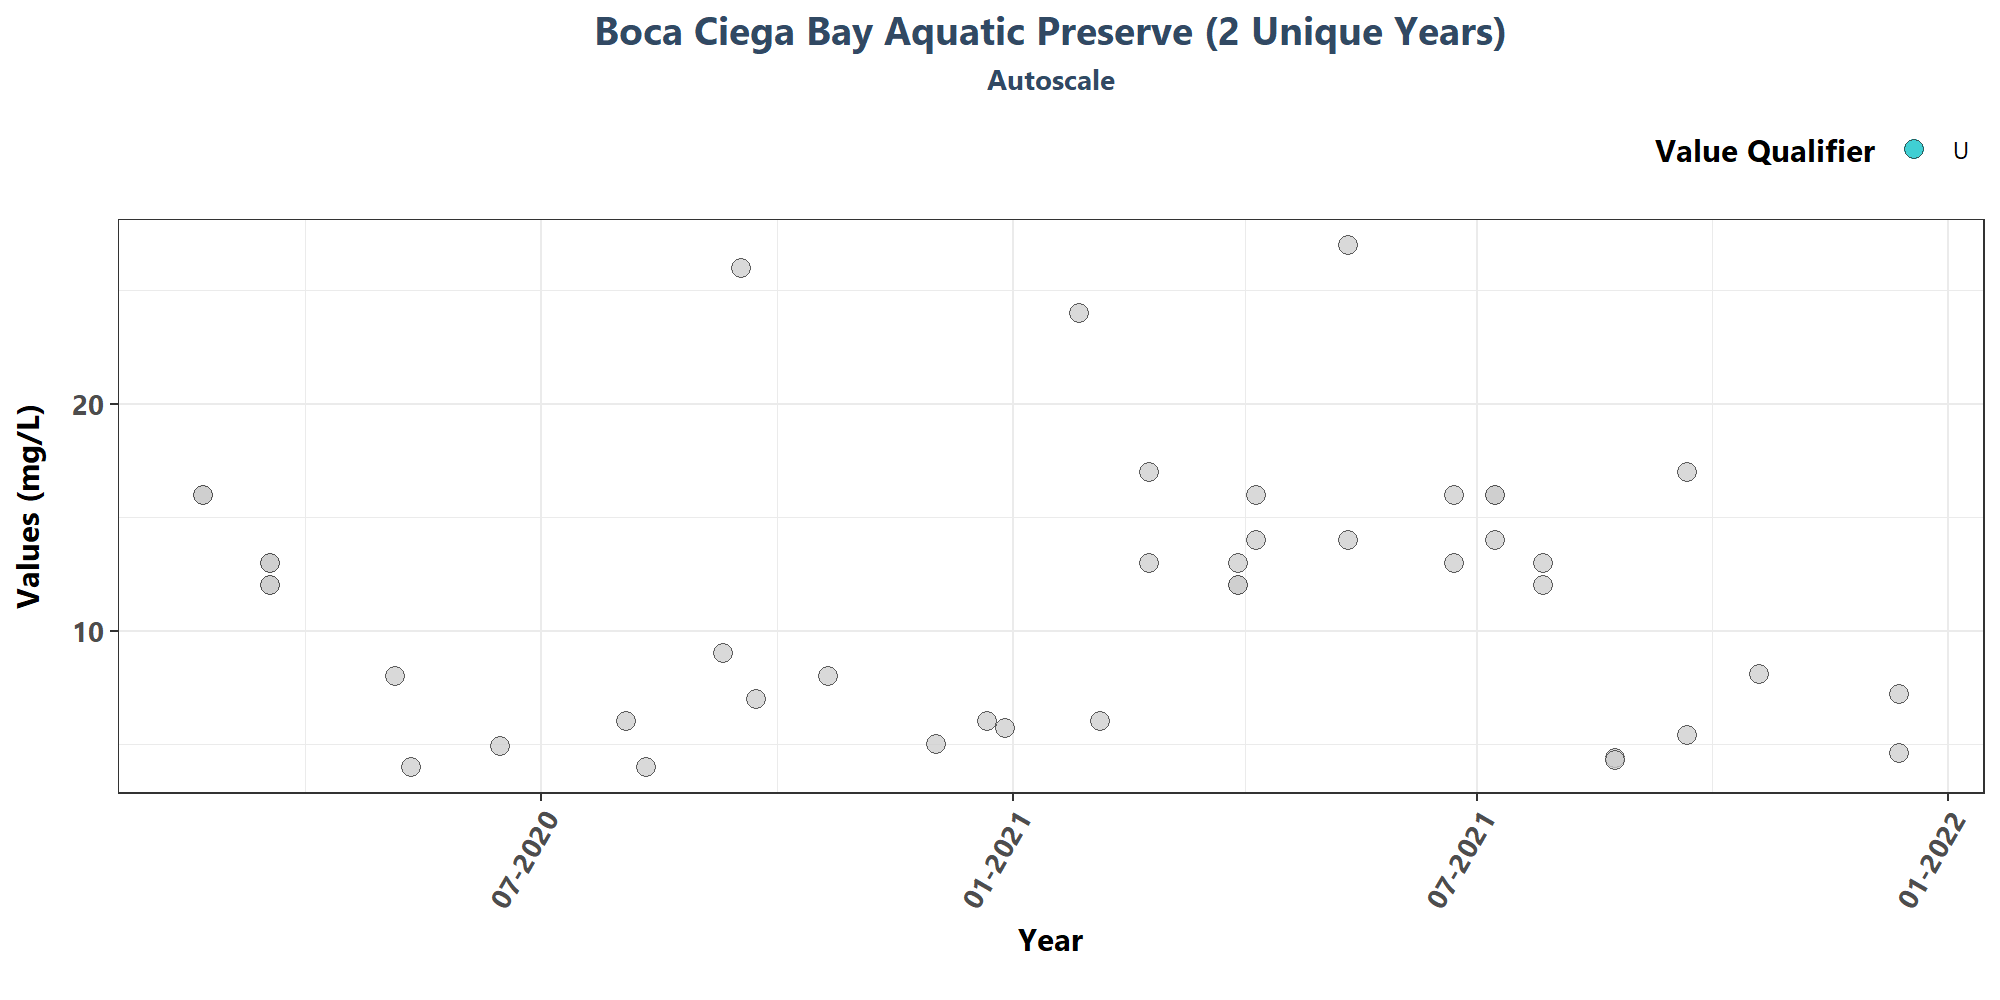 Boca Ciega Bay Aquatic Preserve (2 Unique Years)
Autoscale
Value Qualifier U
Values (mg/L)
20
10
07-2020
01-2021
07-2021
01-2022
Year